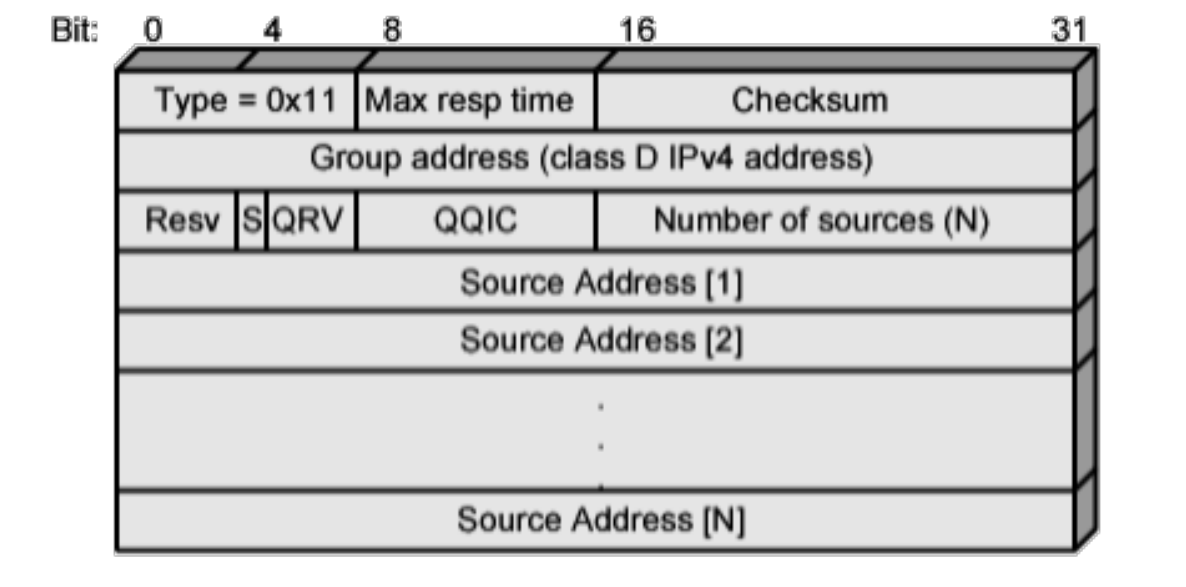 Bit: 0 4 8 16 31
Type = 0x11 Max resp time Checksum
Group address (class D IPv4 address)
Resv S QRV QQIC Number of sources (N)
Source Address [1]
Source Address [2]
.
.
.
Source Address [N]